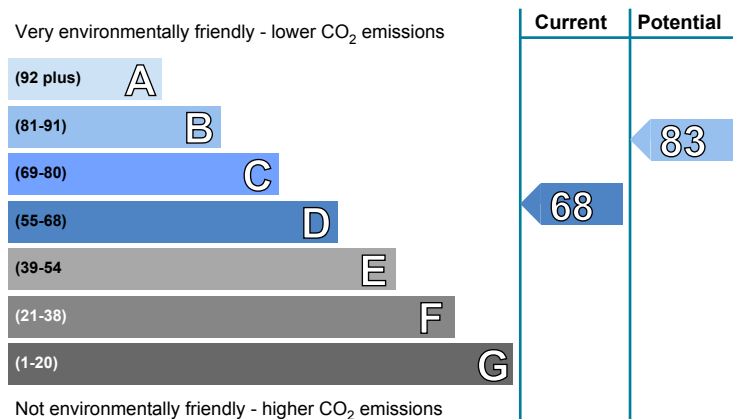 Very environmentally friendly - lower CO₂ emissions
Current
Potential
(92 plus) A
(81-91) B
83
(69-80) C
(55-68) D
68
(39-54 E
(21-38) F
(1-20) G
Not environmentally friendly - higher CO₂ emissions